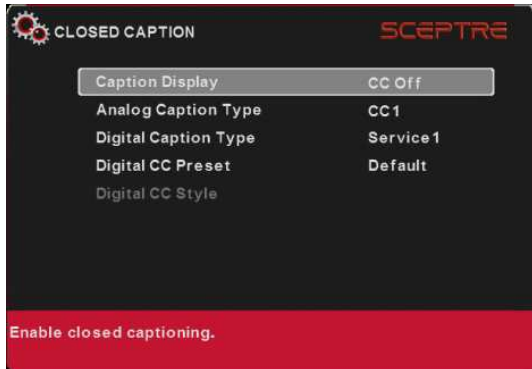 CLOSED CAPTION SCEPTRE
Caption Display CC Off
Analog Caption Type CC1
Digital Caption Type Service1
Digital CC Preset Default
Digital CC Style
Enable closed captioning.